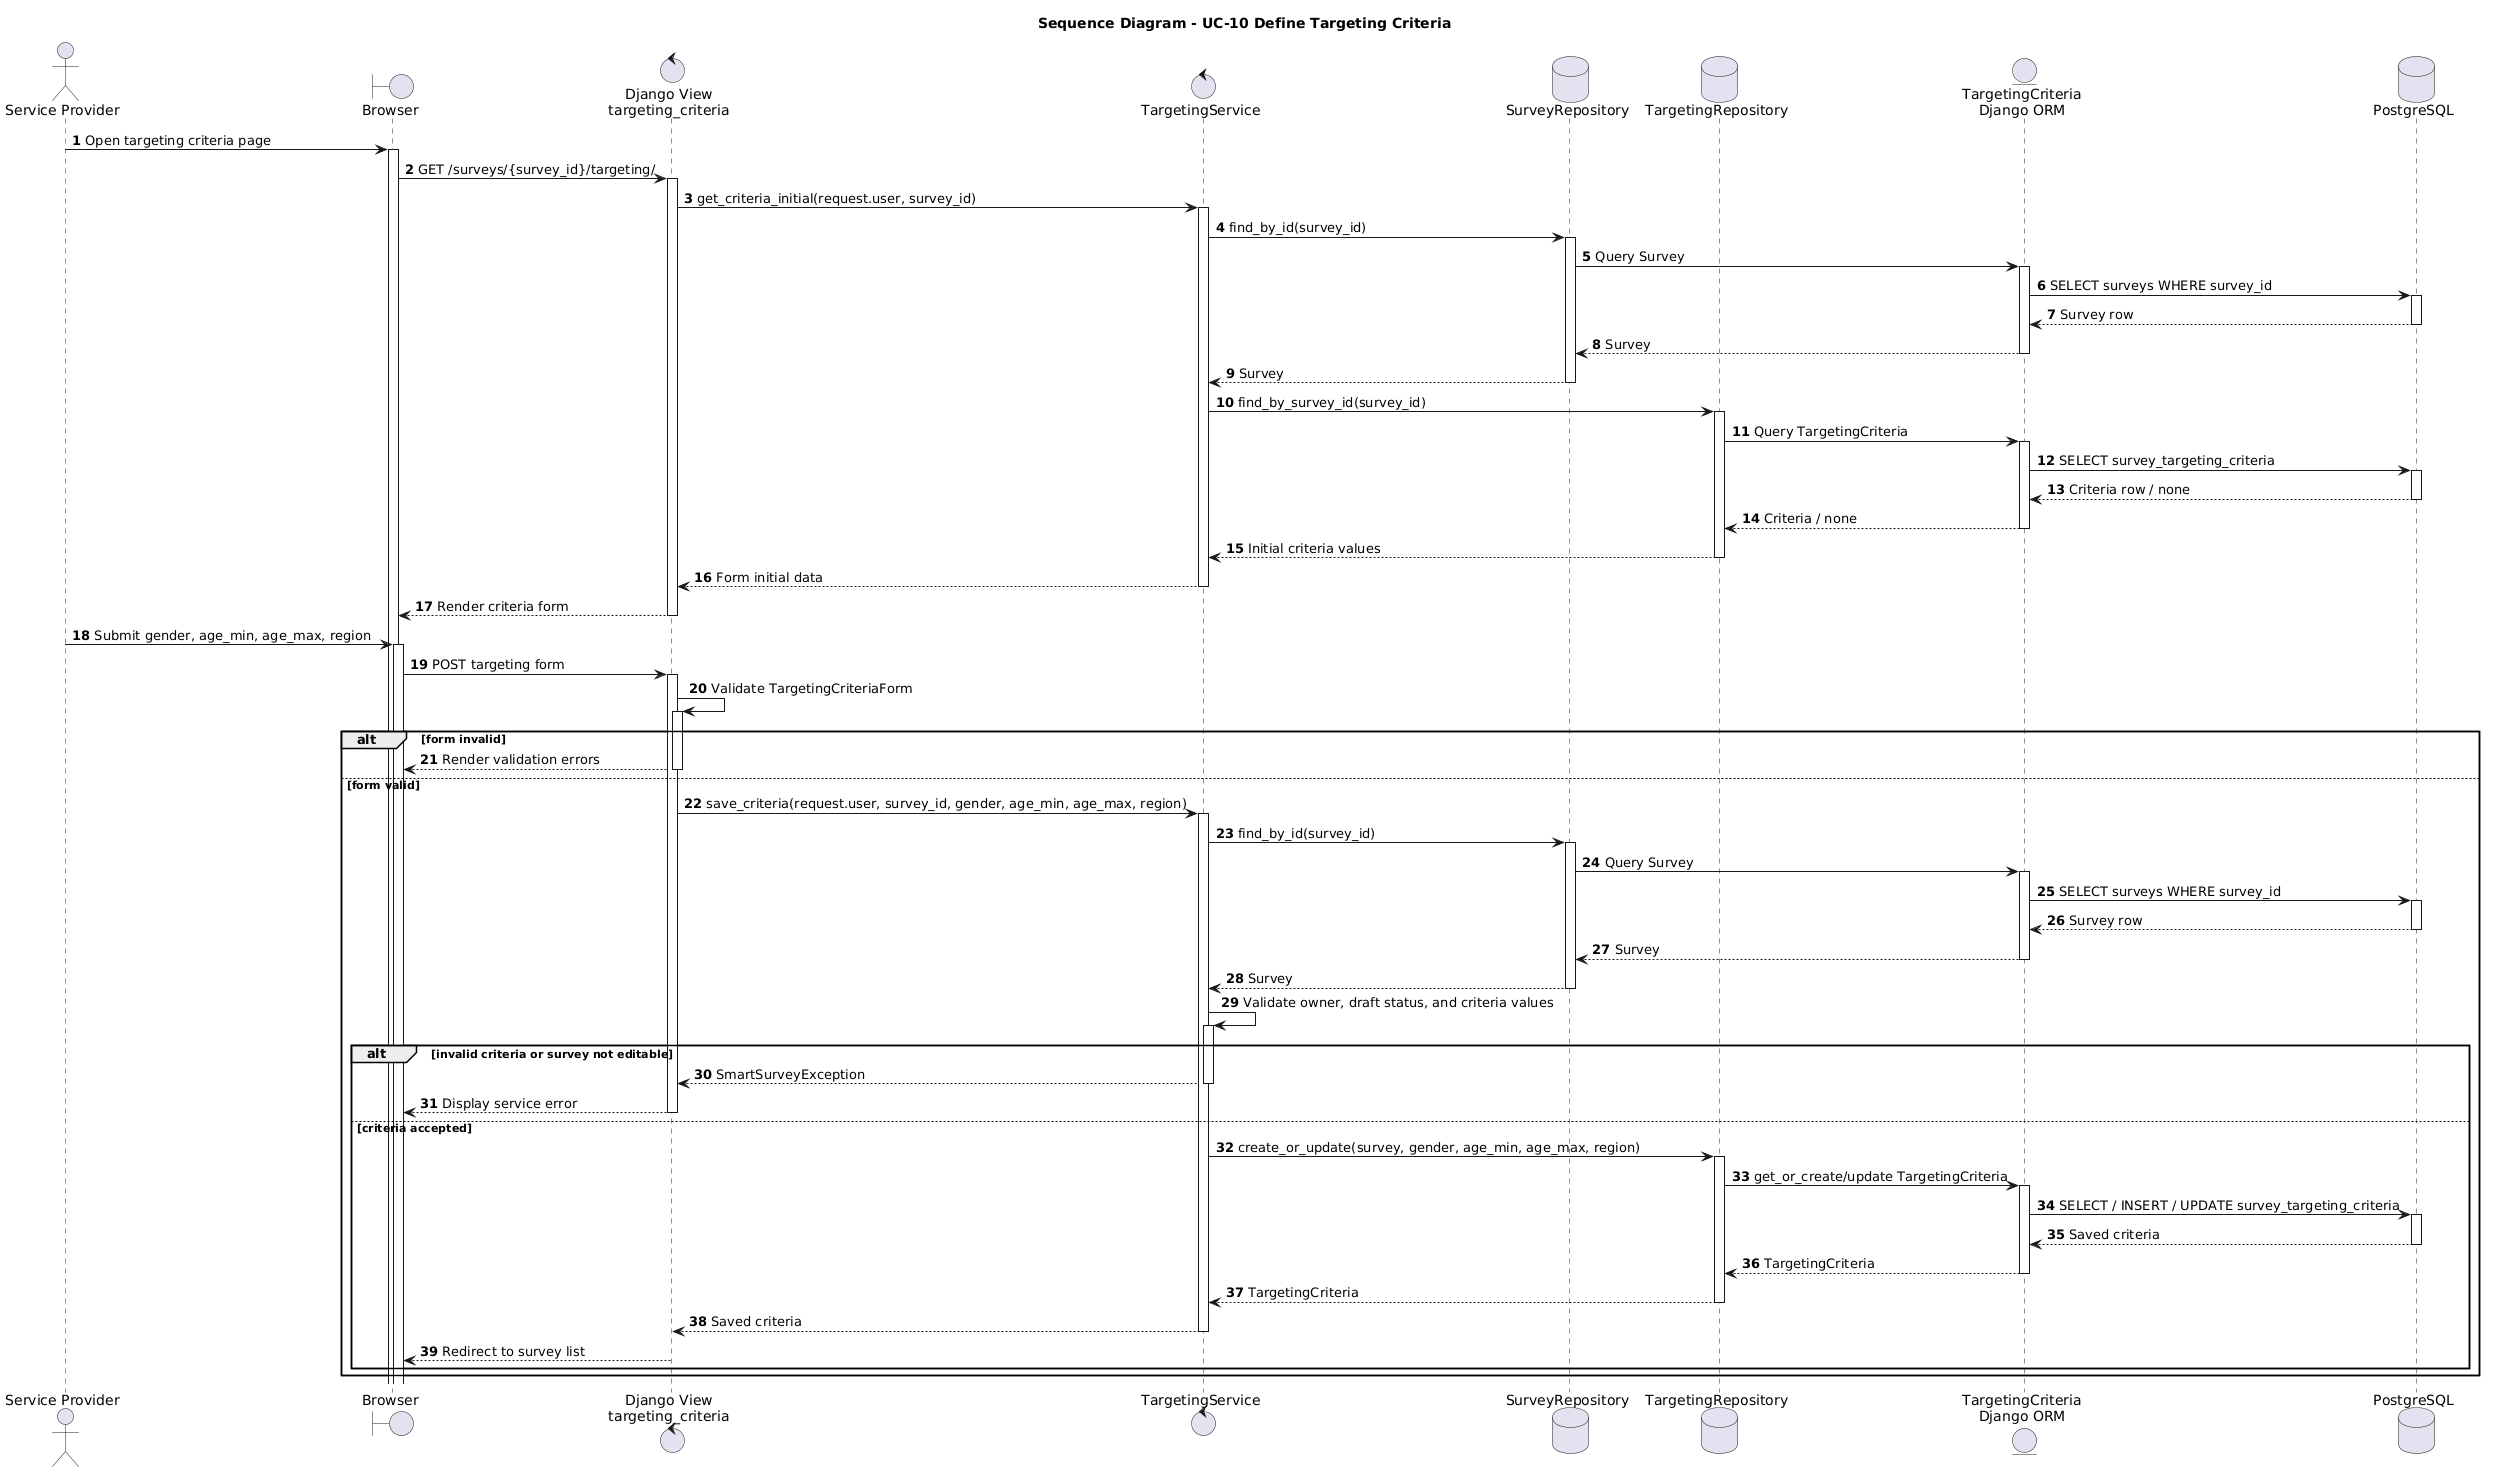 Sequence Diagram - UC-10 Define Targeting Criteria
Service Provider
Browser
Django View
targeting_criteria
TargetingService
SurveyRepository
TargetingRepository
TargetingCriteria
Django ORM
PostgreSQL
1 Open targeting criteria page
2 GET /surveys/{survey_id}/targeting/
3 get_criteria_initial(request.user, survey_id)
4 find_by_id(survey_id)
5 Query Survey
6 SELECT surveys WHERE survey_id
7 Survey row
8 Survey
9 Survey
10 find_by_survey_id(survey_id)
11 Query TargetingCriteria
12 SELECT survey_targeting_criteria
13 Criteria row / none
14 Criteria / none
15 Initial criteria values
16 Form initial data
17 Render criteria form
18 Submit gender, age_min, age_max, region
19 POST targeting form
20 Validate TargetingCriteriaForm
alt [form invalid]
21 Render validation errors
[form valid]
22 save_criteria(request.user, survey_id, gender, age_min, age_max, region)
23 find_by_id(survey_id)
24 Query Survey
25 SELECT surveys WHERE survey_id
26 Survey row
27 Survey
28 Survey
29 Validate owner, draft status, and criteria values
alt [invalid criteria or survey not editable]
30 SmartSurveyException
31 Display service error
[criteria accepted]
32 create_or_update(survey, gender, age_min, age_max, region)
33 get_or_create/update TargetingCriteria
34 SELECT / INSERT / UPDATE survey_targeting_criteria
35 Saved criteria
36 TargetingCriteria
37 TargetingCriteria
38 Saved criteria
39 Redirect to survey list
Service Provider
Browser
Django View
targeting_criteria
TargetingService
SurveyRepository
TargetingRepository
TargetingCriteria
Django ORM
PostgreSQL